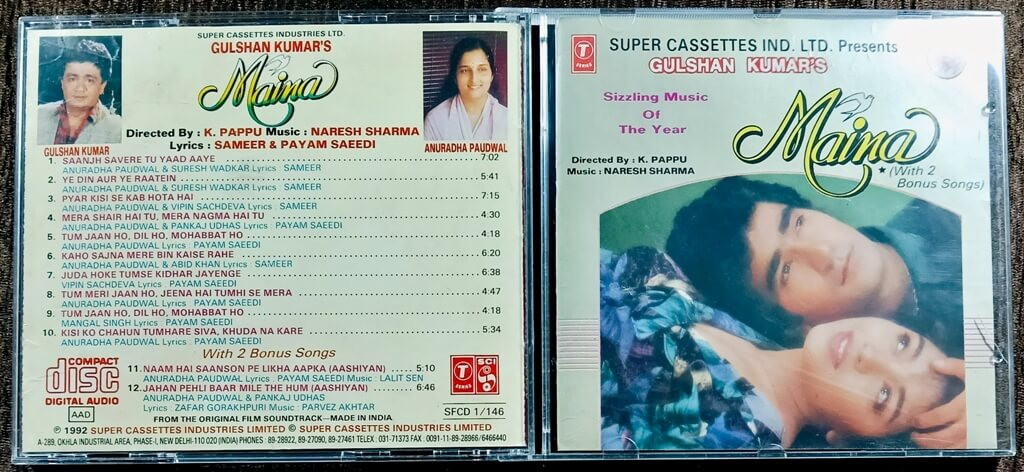 SUPER CASSETTES INDUSTRIES LTD.
GULSHAN KUMAR'S
Maina
Directed By : K. PAPPU Music : NARESH SHARMA
Lyrics : SAMEER & PAYAM SAEEDI
GULSHAN KUMAR
ANURADHA PAUDWAL
1. SAANJH SAVERE TU YAAD AAYE 7:02
ANURADHA PAUDWAL & SURESH WADKAR Lyrics : SAMEER
2. YE DIN AUR YE RAATEIN 5:41
ANURADHA PAUDWAL & SURESH WADKAR Lyrics : SAMEER
3. PYAR KISI SE KAB HOTA HAI 7:15
ANURADHA PAUDWAL & VIPIN SACHDEVA Lyrics : SAMEER
4. MERA SHAIR HAI TU, MERA NAGMA HAI TU 4:30
ANURADHA PAUDWAL & PANKAJ UDHAS Lyrics : PAYAM SAEEDI
5. TUM JAAN HO, DIL HO, MOHABBAT HO 4:18
ANURADHA PAUDWAL Lyrics : PAYAM SAEEDI
6. KAHO SAJNA MERE BIN KAISE RAHE 6:20
ANURADHA PAUDWAL & ABID KHAN Lyrics : SAMEER
7. JUDA HOKE TUMSE KIDHAR JAYENGE 6:38
VIPIN SACHDEVA Lyrics : PAYAM SAEEDI
8. TUM MERI JAAN HO, JEENA HAI TUMHI SE MERA 4:47
ANURADHA PAUDWAL Lyrics : PAYAM SAEEDI
9. TUM JAAN HO, DIL HO, MOHABBAT HO 4:18
MANGAL SINGH Lyrics : PAYAM SAEEDI
10. KISI KO CHAHUN TUMHARE SIVA, KHUDA NA KARE 5:34
ANURADHA PAUDWAL Lyrics : PAYAM SAEEDI
With 2 Bonus Songs
11. NAAM HAI SAANSON PE LIKHA AAPKA (AASHIYAN) 5:10
ANURADHA PAUDWAL Lyrics : PAYAM SAEEDI Music : LALIT SEN
12. JAHAN PEHLI BAAR MILE THE HUM (AASHIYAN) 6:46
ANURADHA PAUDWAL & PANKAJ UDHAS
Lyrics : ZAFAR GORAKHPURI Music : PARVEZ AKHTAR
COMPACT
disc
DIGITAL AUDIO
AAD
T
SERIES
SCI
SFCD 1/146
FROM THE ORIGINAL FILM SOUNDTRACK—MADE IN INDIA.
℗ 1992 SUPER CASSETTES INDUSTRIES LIMITED © SUPER CASSETTES INDUSTRIES LIMITED
A-289, OKHLA INDUSTRIAL AREA, PHASE-I, NEW DELHI-110 020 (INDIA) PHONES : 89-28922, 89-27090, 89-27461 TELEX : 031-71373 FAX : 0091-11-89-28966/6466440
T
SERIES
SUPER CASSETTES IND. LTD. Presents
GULSHAN KUMAR'S
Sizzling Music
Of
The Year
Maina
(With 2
Bonus Songs)
Directed By : K. PAPPU
Music : NARESH SHARMA